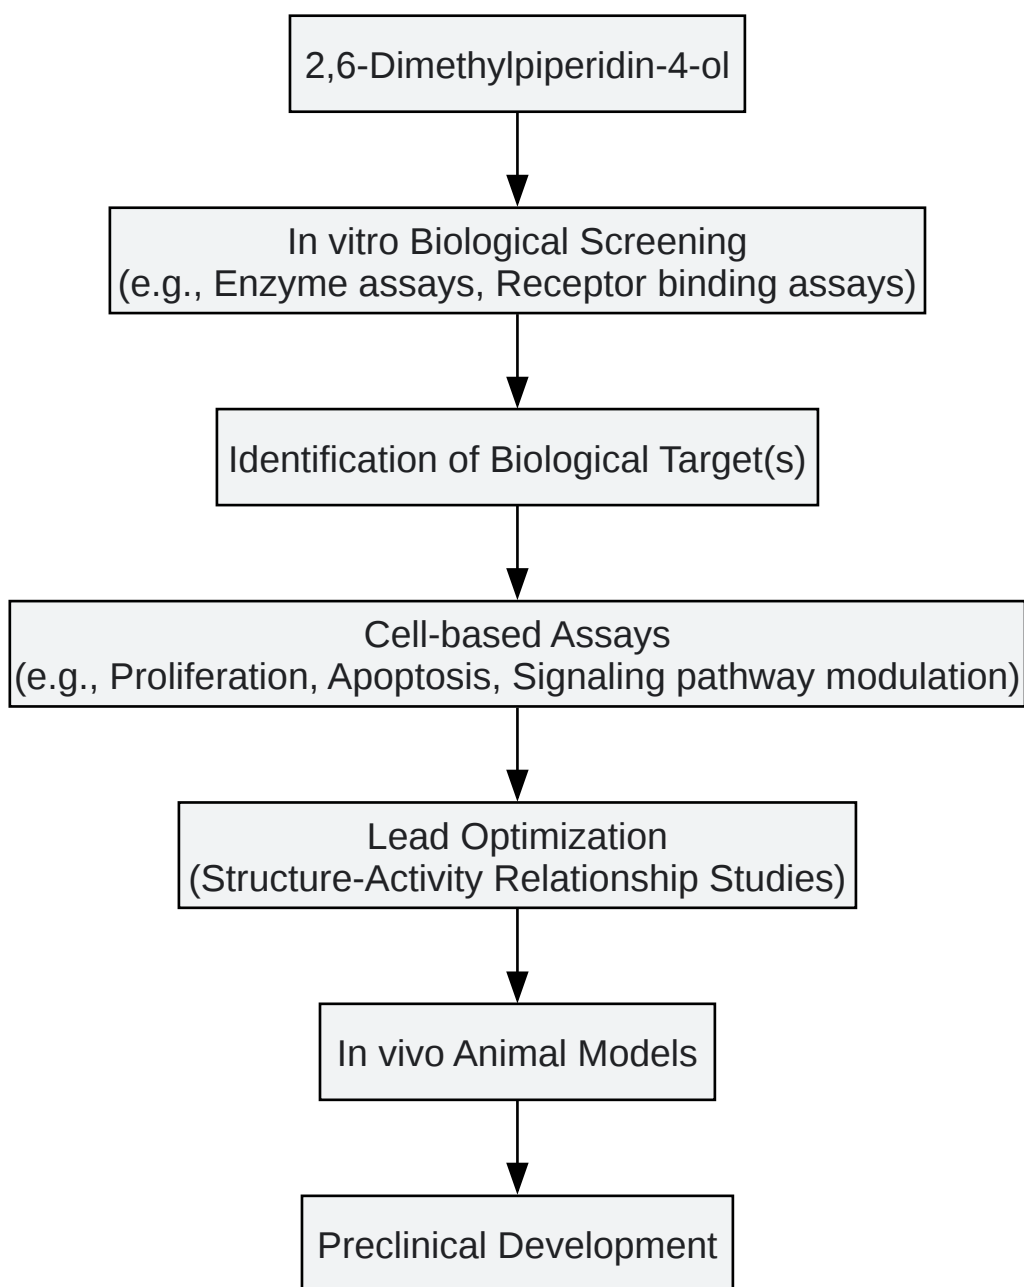 2,6-Dimethylpiperidin-4-ol
In vitro Biological Screening
(e.g., Enzyme assays, Receptor binding assays)
Identification of Biological Target(s)
Cell-based Assays
(e.g., Proliferation, Apoptosis, Signaling pathway modulation)
Lead Optimization
(Structure-Activity Relationship Studies)
In vivo Animal Models
Preclinical Development